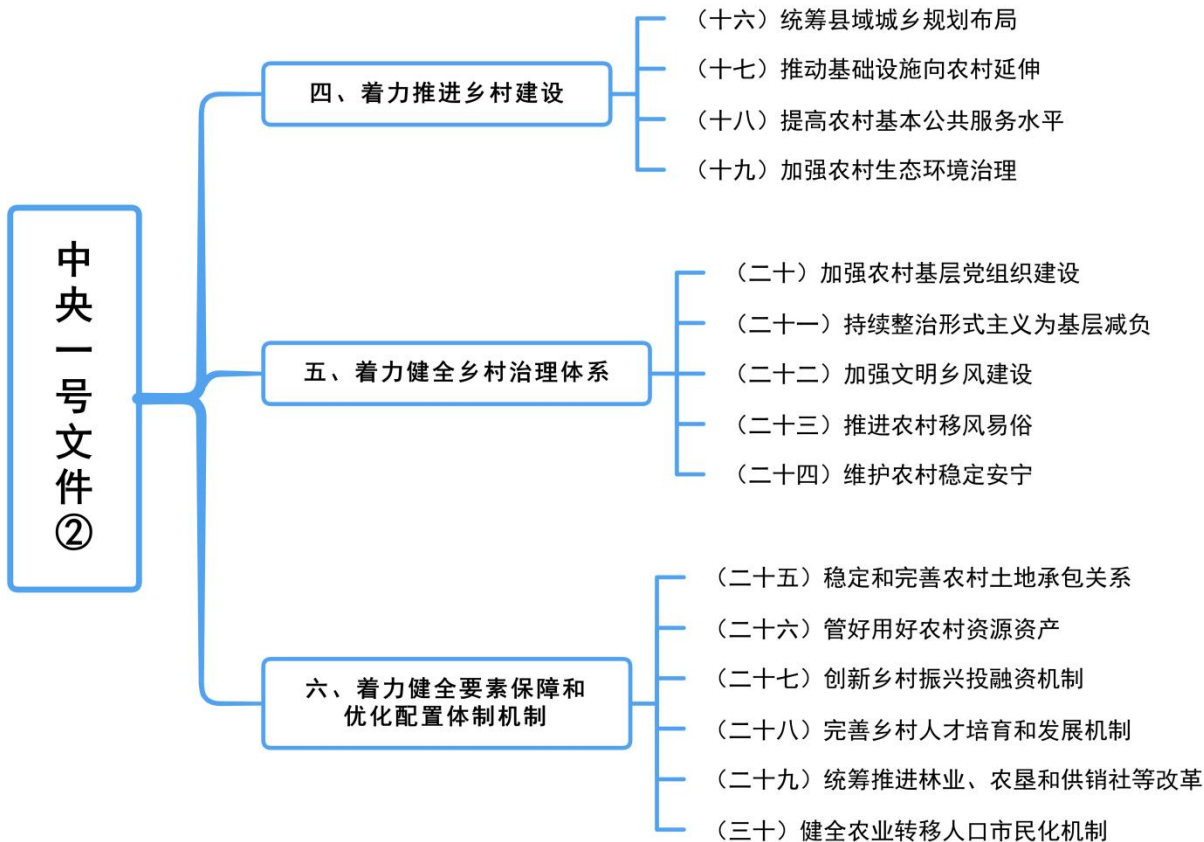 中央一号文件②
四、着力推进乡村建设
（十六）统筹县域城乡规划布局
（十七）推动基础设施向农村延伸
（十八）提高农村基本公共服务水平
（十九）加强农村生态环境治理
五、着力健全乡村治理体系
（二十）加强农村基层党组织建设
（二十一）持续整治形式主义为基层减负
（二十二）加强文明乡风建设
（二十三）推进农村移风易俗
（二十四）维护农村稳定安宁
六、着力健全要素保障和
优化配置体制机制
（二十五）稳定和完善农村土地承包关系
（二十六）管好用好农村资源资产
（二十七）创新乡村振兴投融资机制
（二十八）完善乡村人才培育和发展机制
（二十九）统筹推进林业、农垦和供销社等改革
（三十）健全农业转移人口市民化机制